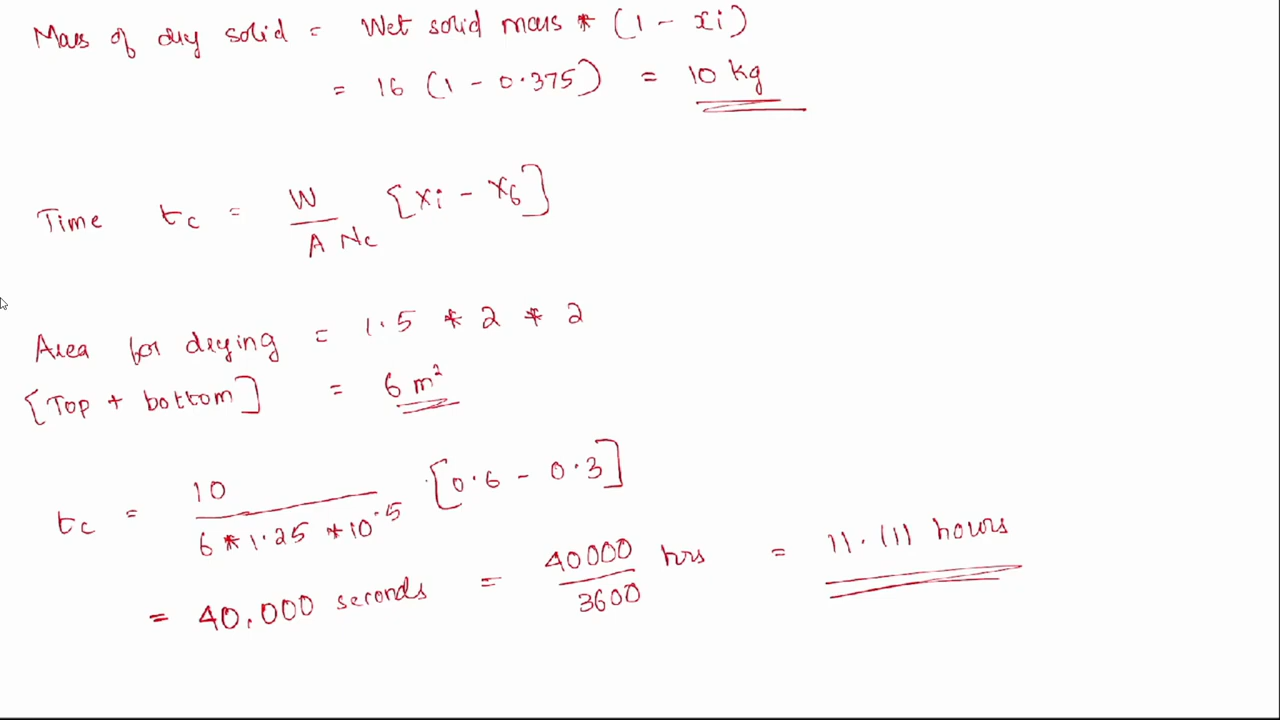 Mass of dry solid = Wet solid mass * (1 - xi)
= 16 (1 - 0.375) = 10 kg
Time tc = W / A Nc [Xi - X6]
Area for drying = 1.5 * 2 * 2
[Top + bottom] = 6 m²
tc = 10 / 6 * 1.25 * 10^-5 [0.6 - 0.3]
= 40,000 seconds = 40000 / 3600 hrs = 11.111 hours